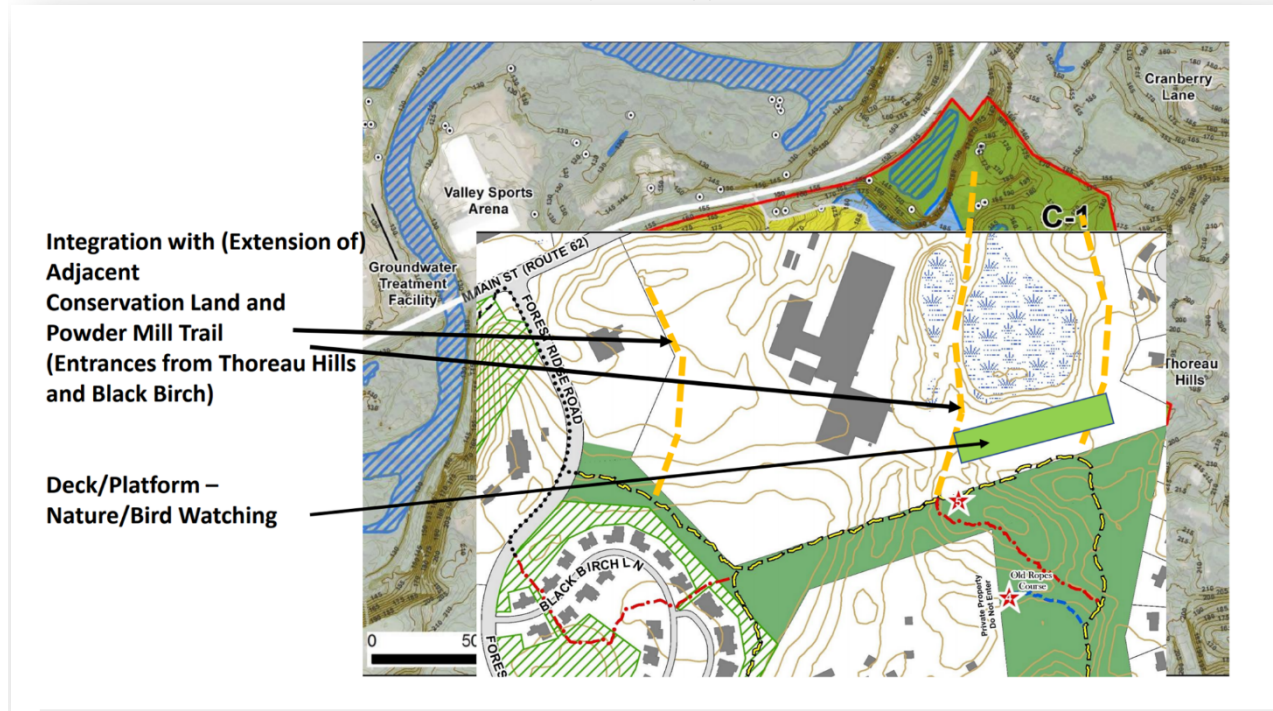 Cranberry
Lane
Valley Sports
Arena
C-1
Integration with (Extension of)
Adjacent
Conservation Land and
Powder Mill Trail
(Entrances from Thoreau Hills
and Black Birch)
Groundwater
Treatment
Facility
MAIN ST (ROUTE 62)
FOREST RIDGE ROAD
Thoreau
Hills
Deck/Platform –
Nature/Bird Watching
BLACK BIRCH LN
Old Ropes
Course
Private Property
Do Not Enter
0
50
FORES